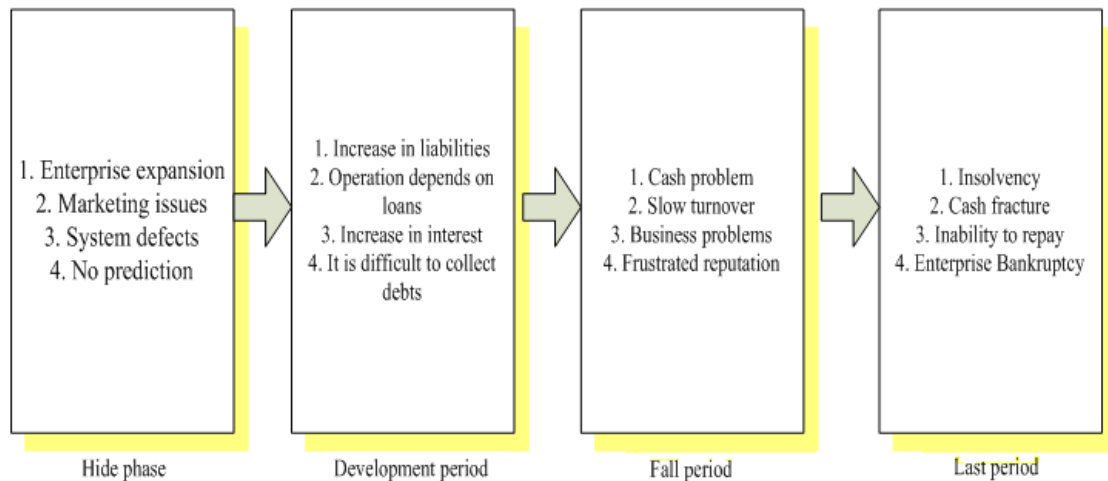 1. Enterprise expansion
2. Marketing issues
3. System defects
4. No prediction
Hide phase
1. Increase in liabilities
2. Operation depends on
loans
3. Increase in interest
4. It is difficult to collect
debts
Development period
1. Cash problem
2. Slow turnover
3. Business problems
4. Frustrated reputation
Fall period
1. Insolvency
2. Cash fracture
3. Inability to repay
4. Enterprise Bankruptcy
Last period